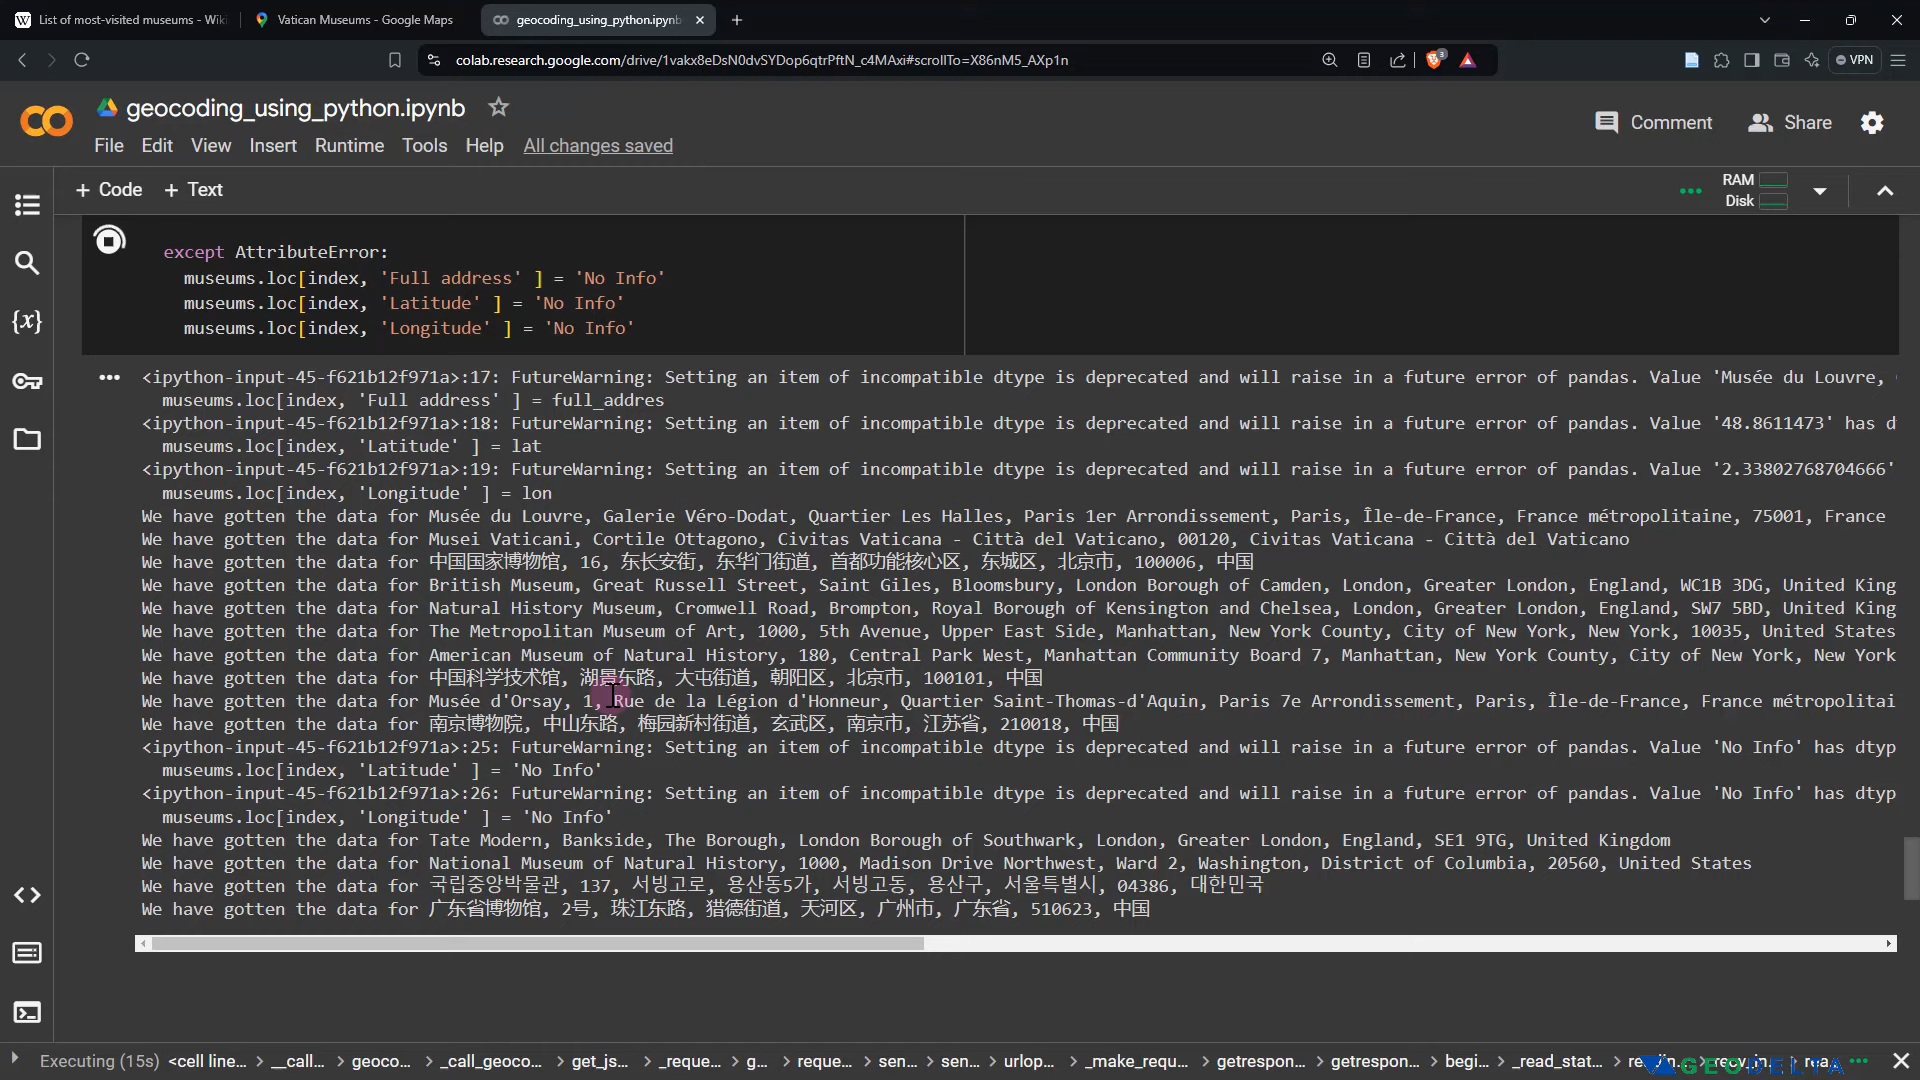 List of most-visited museums - Wiki
Vatican Museums - Google Maps
geocoding_using_python.ipynb
colab.research.google.com/drive/1vakx8eDsN0dvSYDop6qtrPftN_c4MAxi#scrollTo=X86nM5_AXp1n
3
VPN
geocoding_using_python.ipynb
Comment
Share
File Edit View Insert Runtime Tools Help All changes saved
+ Code + Text
RAM
Disk
except AttributeError:
museums.loc[index, 'Full address' ] = 'No Info'
museums.loc[index, 'Latitude' ] = 'No Info'
museums.loc[index, 'Longitude' ] = 'No Info'
<ipython-input-45-f621b12f971a>:17: FutureWarning: Setting an item of incompatible dtype is deprecated and will raise in a future error of pandas. Value 'Musée du Louvre,
museums.loc[index, 'Full address' ] = full_addres
<ipython-input-45-f621b12f971a>:18: FutureWarning: Setting an item of incompatible dtype is deprecated and will raise in a future error of pandas. Value '48.8611473' has d
museums.loc[index, 'Latitude' ] = lat
<ipython-input-45-f621b12f971a>:19: FutureWarning: Setting an item of incompatible dtype is deprecated and will raise in a future error of pandas. Value '2.33802768704666'
museums.loc[index, 'Longitude' ] = lon
We have gotten the data for Musée du Louvre, Galerie Véro-Dodat, Quartier Les Halles, Paris 1er Arrondissement, Paris, Île-de-France, France métropolitaine, 75001, France
We have gotten the data for Musei Vaticani, Cortile Ottagono, Civitas Vaticana - Città del Vaticano, 00120, Civitas Vaticana - Città del Vaticano
We have gotten the data for 中国国家博物馆, 16, 东长安街, 东华门街道, 首都功能核心区, 东城区, 北京市, 100006, 中国
We have gotten the data for British Museum, Great Russell Street, Saint Giles, Bloomsbury, London Borough of Camden, London, Greater London, England, WC1B 3DG, United King
We have gotten the data for Natural History Museum, Cromwell Road, Brompton, Royal Borough of Kensington and Chelsea, London, Greater London, England, SW7 5BD, United King
We have gotten the data for The Metropolitan Museum of Art, 1000, 5th Avenue, Upper East Side, Manhattan, New York County, City of New York, New York, 10035, United States
We have gotten the data for American Museum of Natural History, 180, Central Park West, Manhattan Community Board 7, Manhattan, New York County, City of New York, New York
We have gotten the data for 中国科学技术馆, 湖景东路, 大屯街道, 朝阳区, 北京市, 100101, 中国
We have gotten the data for Musée d'Orsay, 1, Rue de la Légion d'Honneur, Quartier Saint-Thomas-d'Aquin, Paris 7e Arrondissement, Paris, Île-de-France, France métropolitai
We have gotten the data for 南京博物院, 中山东路, 梅园新村街道, 玄武区, 南京市, 江苏省, 210018, 中国
<ipython-input-45-f621b12f971a>:25: FutureWarning: Setting an item of incompatible dtype is deprecated and will raise in a future error of pandas. Value 'No Info' has dtyp
museums.loc[index, 'Latitude' ] = 'No Info'
<ipython-input-45-f621b12f971a>:26: FutureWarning: Setting an item of incompatible dtype is deprecated and will raise in a future error of pandas. Value 'No Info' has dtyp
museums.loc[index, 'Longitude' ] = 'No Info'
We have gotten the data for Tate Modern, Bankside, The Borough, London Borough of Southwark, London, Greater London, England, SE1 9TG, United Kingdom
We have gotten the data for National Museum of Natural History, 1000, Madison Drive Northwest, Ward 2, Washington, District of Columbia, 20560, United States
We have gotten the data for 국립중앙박물관, 137, 서빙고로, 용산동5가, 서빙고동, 용산구, 서울특별시, 04386, 대한민국
We have gotten the data for 广东省博物馆, 2号, 珠江东路, 猎德街道, 天河区, 广州市, 广东省, 510623, 中国
Executing (15s) <cell line... > __call... > geoco... > _call_geoco... > get_js... > _reque... > g... > reque... > sen... > sen... > urlop... > _make_requ... > getrespon... > getrespon... > begi... > _read_stat... >
GEODELTA